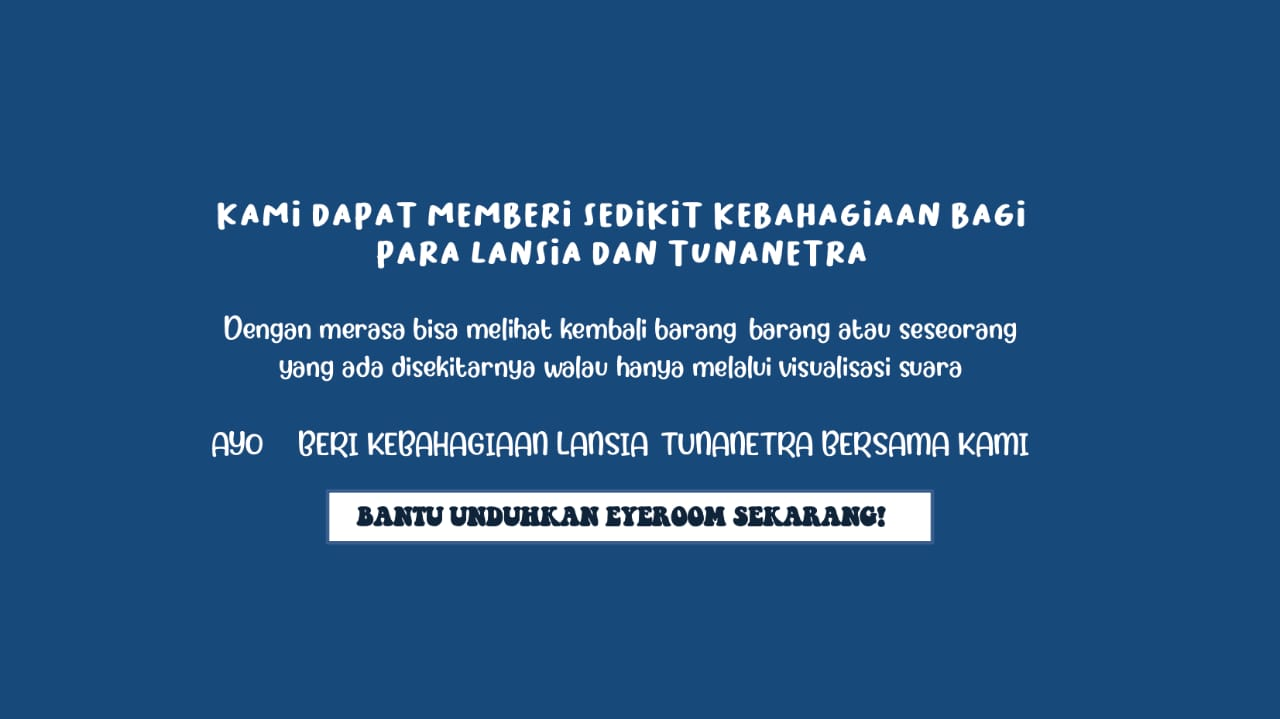 KAMI DAPAT MEMBERI SEDIKIT KEBAHAGIAAN BAGI
PARA LANSIA DAN TUNANETRA
Dengan merasa bisa melihat kembali barang barang atau seseorang
yang ada disekitarnya walau hanya melalui visualisasi suara
AYO BERI KEBAHAGIAAN LANSIA TUNANETRA BERSAMA KAMI
BANTU UNDUHKAN EYEROOM SEKARANG!